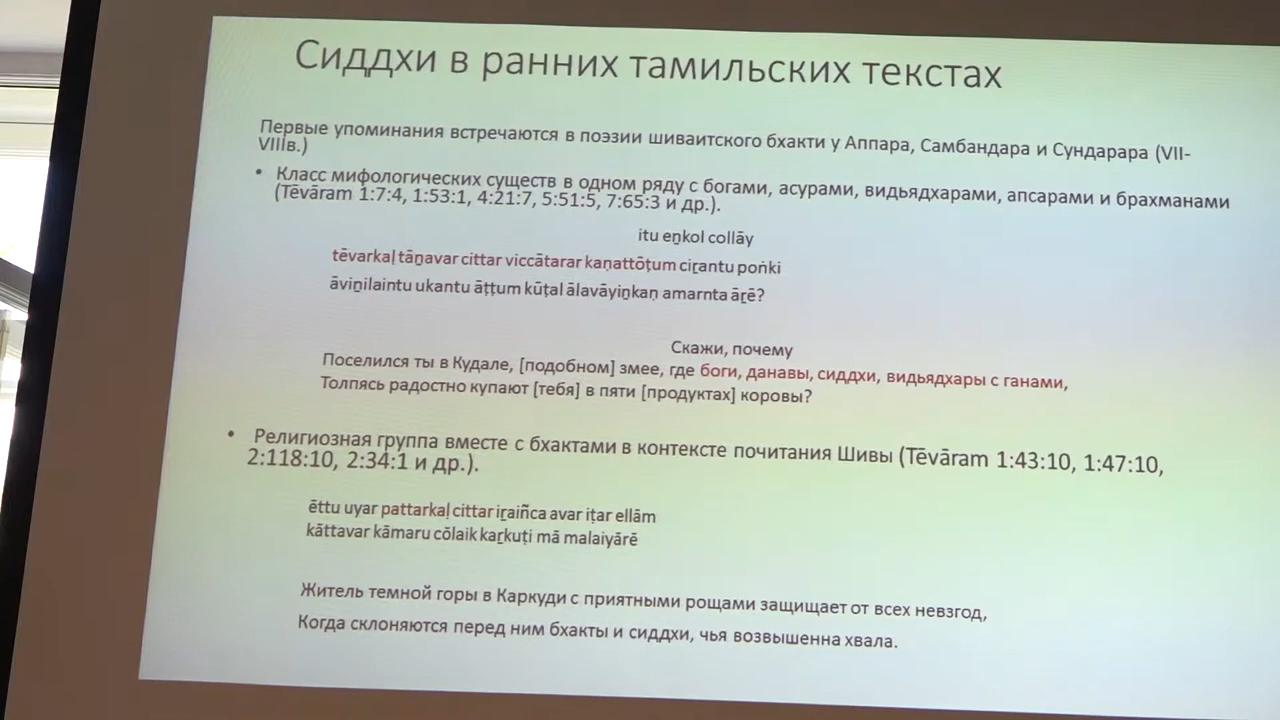 Сиддхи в ранних тамильских текстах
Первые упоминания встречаются в поэзии шиваитского бхакти у Аппара, Самбандара и Сундарара (VII-
VIIIв.)
• Класс мифологических существ в одном ряду с богами, асурами, видьядхарами, апсарами и брахманами
(Tēvāram 1:7:4, 1:53:1, 4:21:7, 5:51:5, 7:65:3 и др.).
itu eṉkol collāy
tēvarkaḷ tāṉavar cittar viccātarar kaṇattōṭum ciṟantu poṅki
āviṉilaintu ukantu āṭṭum kūṭal ālavāyiṉkaṇ amarnta āṟē?
Скажи, почему
Поселился ты в Кудале, [подобном] змее, где боги, данавы, сиддхи, видьядхары с ганами,
Толпясь радостно купают [тебя] в пяти [продуктах] коровы?
• Религиозная группа вместе с бхактами в контексте почитания Шивы (Tēvāram 1:43:10, 1:47:10,
2:118:10, 2:34:1 и др.).
ēttu uyar pattarkaḷ cittar iṟaiñca avar iṭar ellām
kāttavar kāmaru cōlaik kaṟkuṭi mā malaiyārē
Житель темной горы в Каркуди с приятными рощами защищает от всех невзгод,
Когда склоняются перед ним бхакты и сиддхи, чья возвышенна хвала.